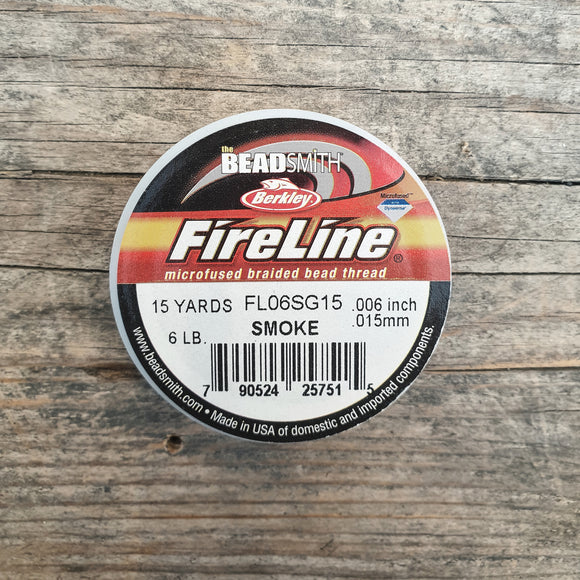 the
BEADSMITH
Berkley
Microfused
Dyneema
FIRELINE®
microfused braided bead thread
15 YARDS FL06SG15 .006 inch
.015mm
6 LB. SMOKE
7 90524 25751 5
www.beadsmith.com • Made in USA of domestic and imported components.